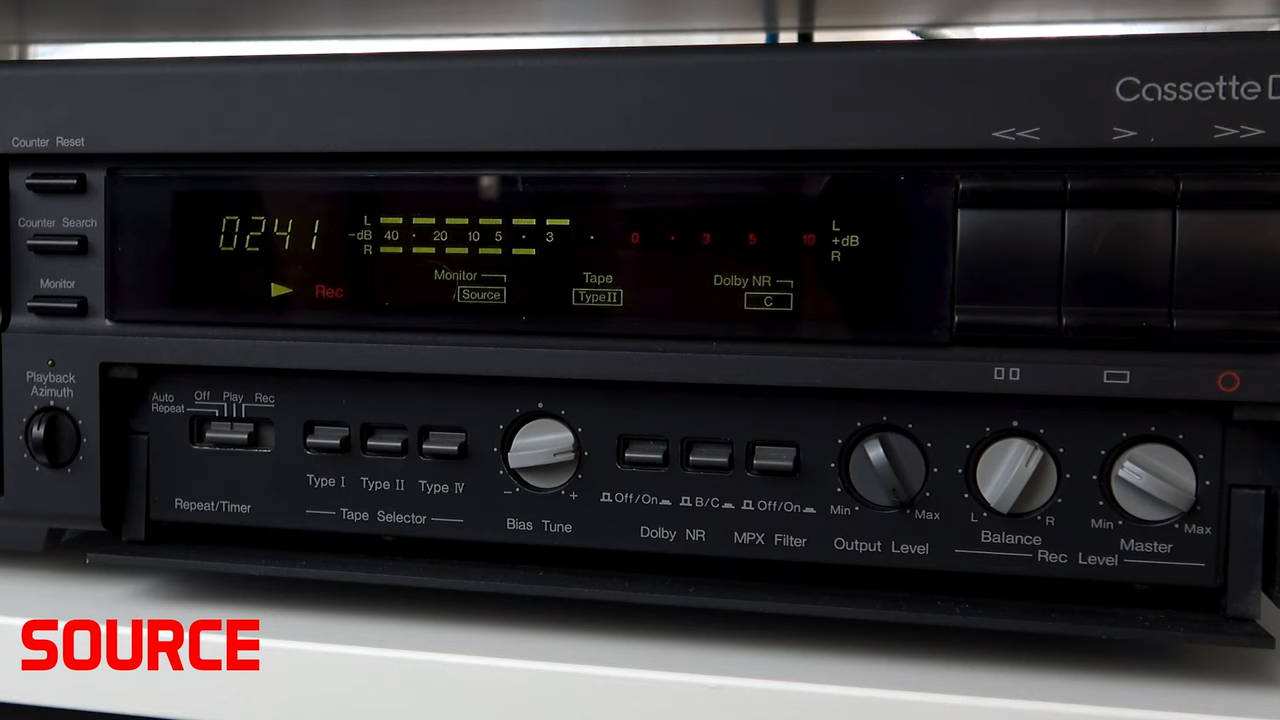 Cassette D
<< > >>
Counter Reset
Counter Search
Monitor
0241
L
-dB 40 · 20 10 5 · 3 · 0 · 3 5 10 +dB
R
L
R
Rec
Monitor
Source
Tape
Type II
Dolby NR
C
Playback
Azimuth
Auto
Repeat
Off Play Rec
Repeat/Timer
Type I Type II Type IV
Tape Selector
- +
Bias Tune
Off/On B/C Off/On
Dolby NR MPX Filter
Min Max
Output Level
L R
Balance
Min Max
Master
Rec Level
SOURCE